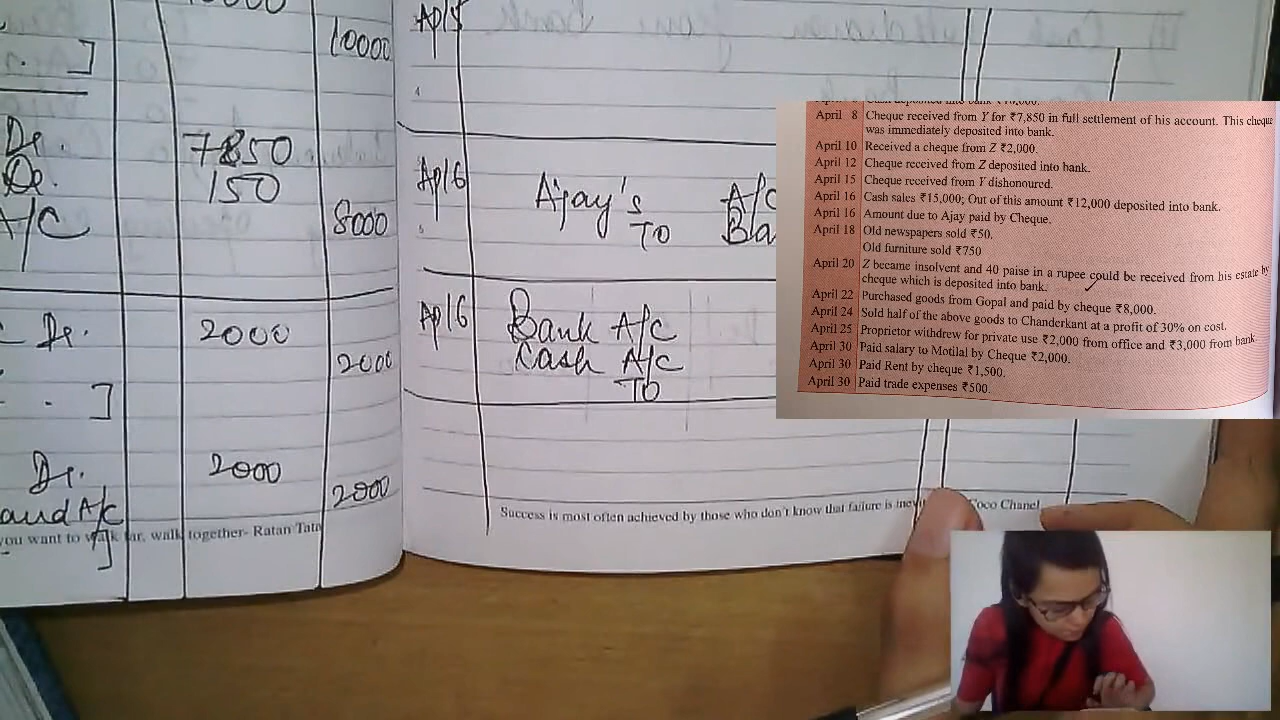 10000
]
Dr. 7850
Dr. 150
A/C 8000
Dr. 2000
2000
]
Dr. 2000
A/c 2000
]
you want to walk far, walk together- Ratan Tata
Ap/5
Ap/6 Ajay's A/C
To
Ap/6 Bank A/C
Cash A/C
To
Success is most often achieved by those who don't know that failure is Coco Chanel
April 8 Cheque received from Y for ₹7,850 in full settlement of his account. This cheque
was immediately deposited into bank.
April 10 Received a cheque from Z ₹2,000.
April 12 Cheque received from Z deposited into bank.
April 15 Cheque received from Y dishonoured.
April 16 Cash sales ₹15,000; Out of this amount ₹12,000 deposited into bank.
April 16 Amount due to Ajay paid by Cheque.
April 18 Old newspapers sold ₹50.
Old furniture sold ₹750
April 20 Z became insolvent and 40 paise in a rupee could be received from his estate by
cheque which is deposited into bank.
April 22 Purchased goods from Gopal and paid by cheque ₹8,000.
April 24 Sold half of the above goods to Chanderkant at a profit of 30% on cost.
April 25 Proprietor withdrew for private use ₹2,000 from office and ₹3,000 from bank.
April 30 Paid salary to Motilal by Cheque ₹2,000.
April 30 Paid Rent by cheque ₹1,500.
April 30 Paid trade expenses ₹500.